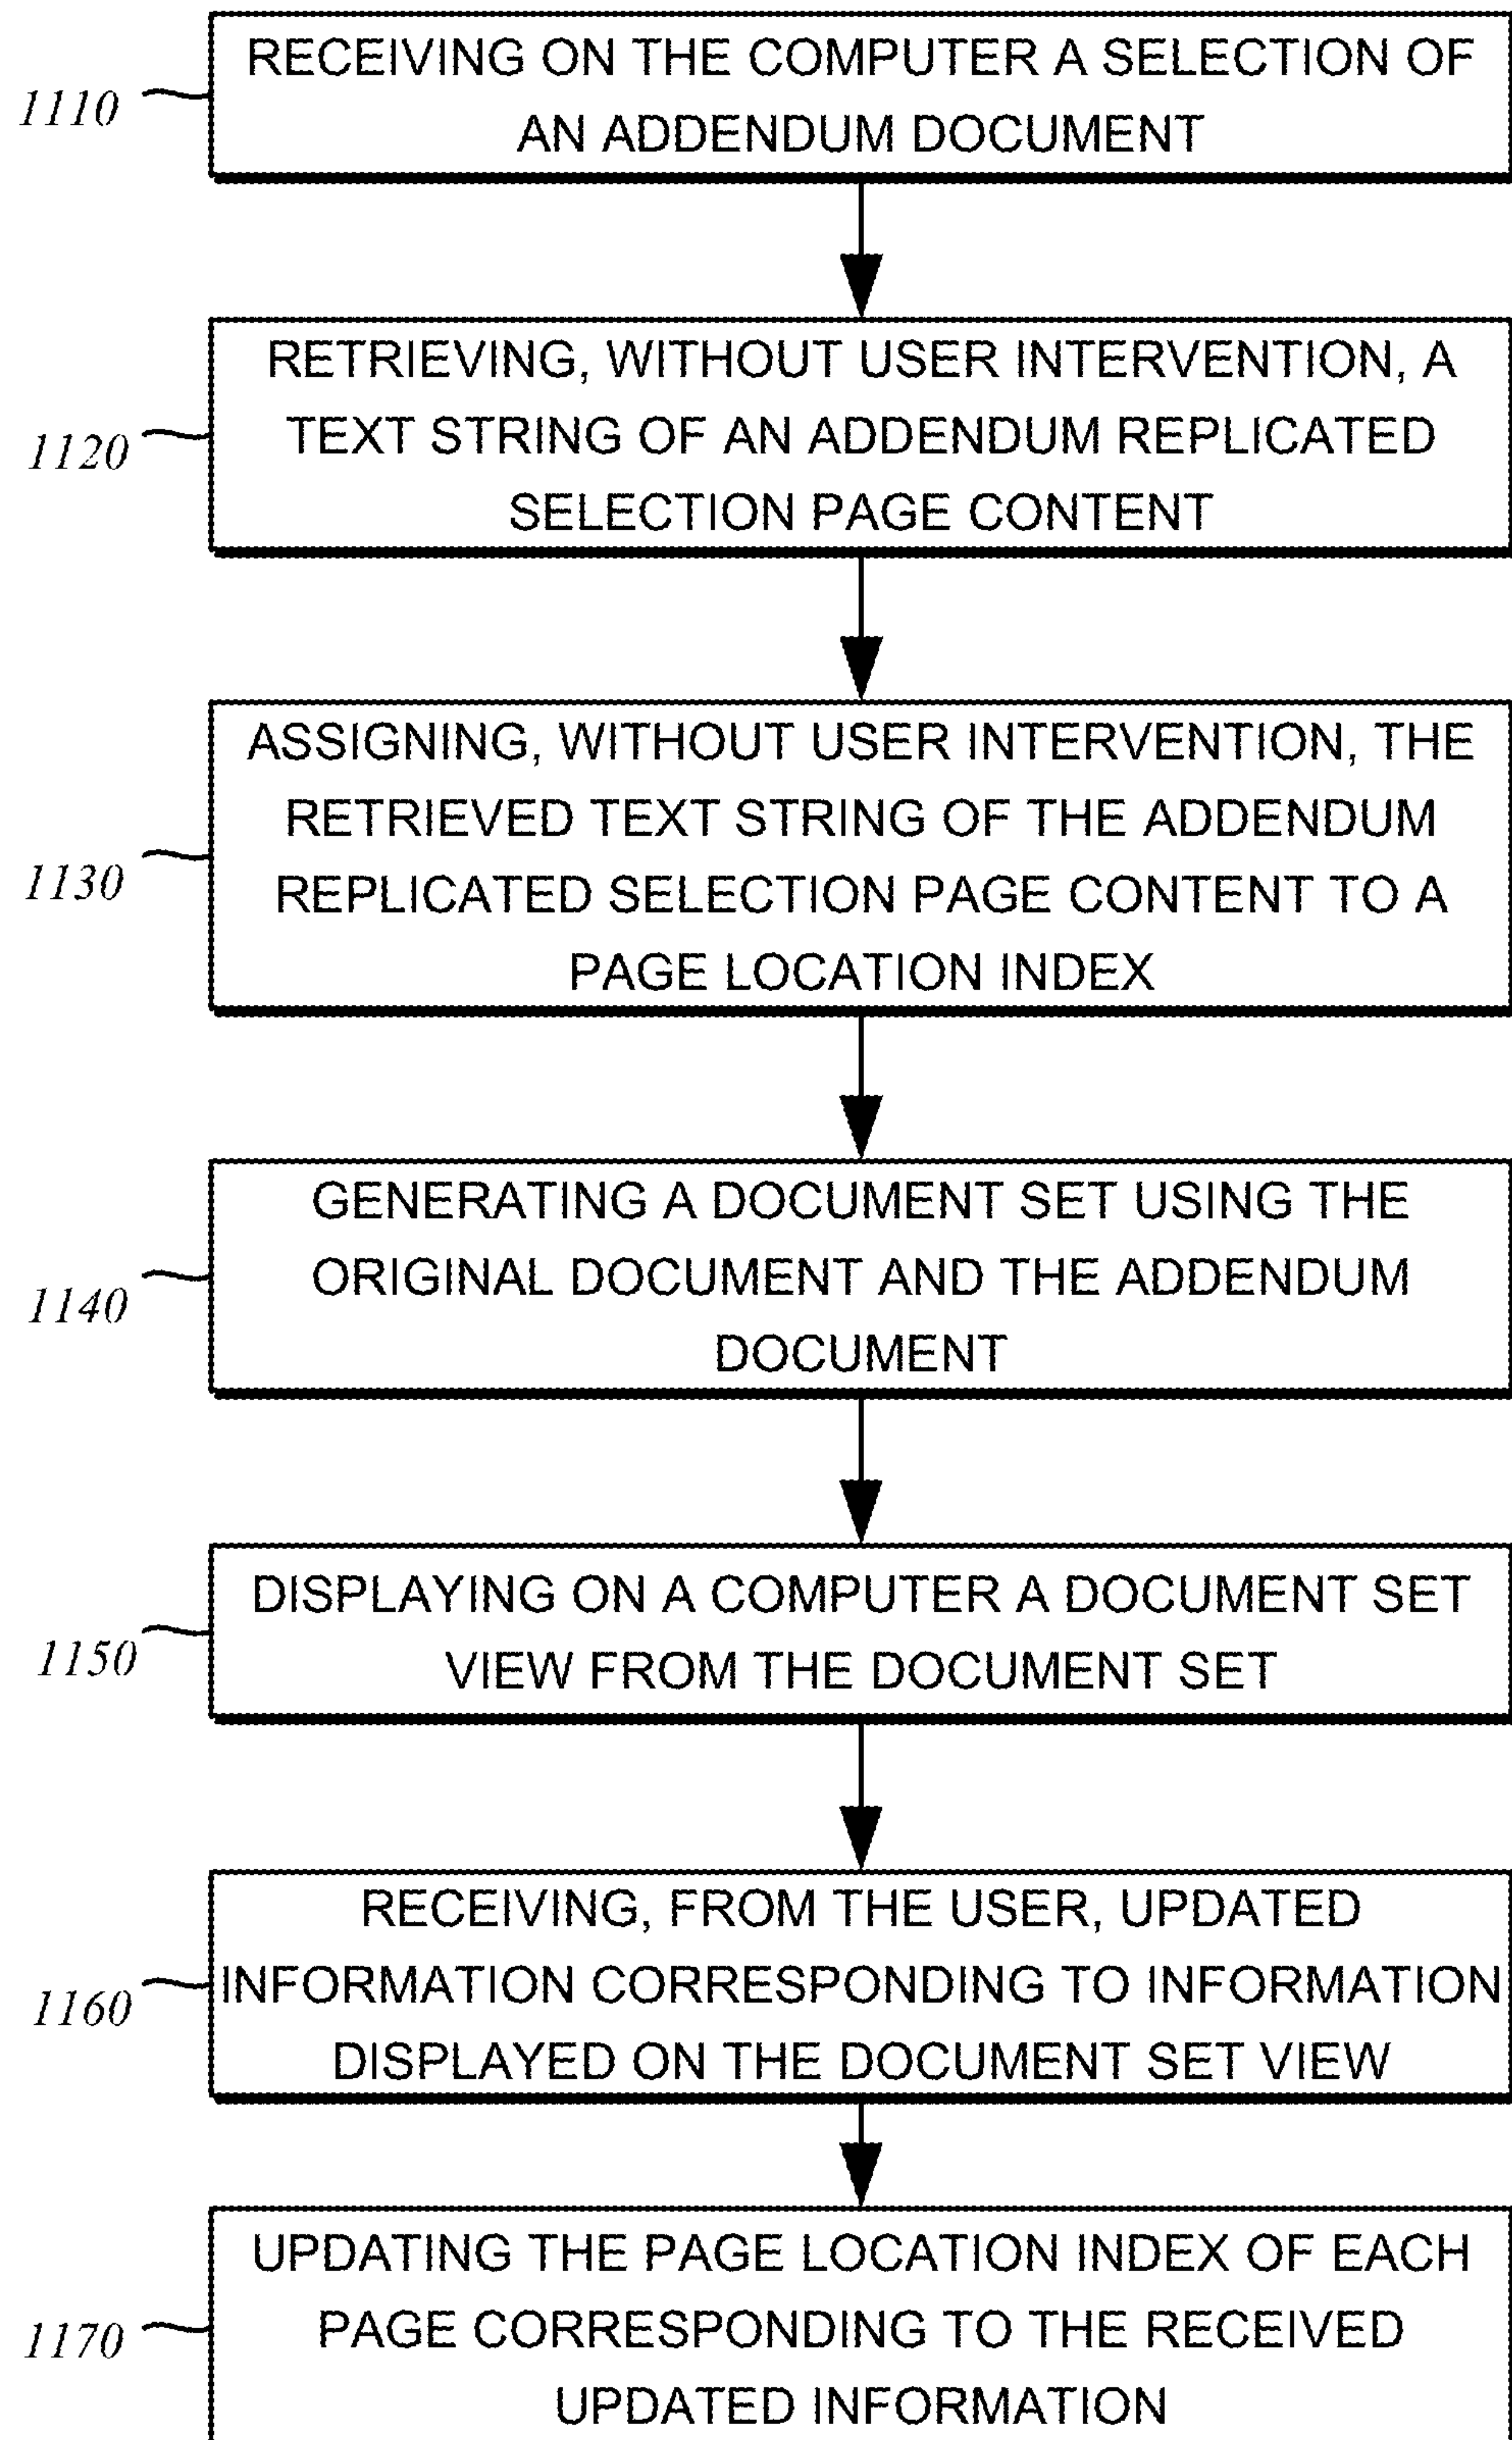 1110
RECEIVING ON THE COMPUTER A SELECTION OF
AN ADDENDUM DOCUMENT
1120
RETRIEVING, WITHOUT USER INTERVENTION, A
TEXT STRING OF AN ADDENDUM REPLICATED
SELECTION PAGE CONTENT
1130
ASSIGNING, WITHOUT USER INTERVENTION, THE
RETRIEVED TEXT STRING OF THE ADDENDUM
REPLICATED SELECTION PAGE CONTENT TO A
PAGE LOCATION INDEX
1140
GENERATING A DOCUMENT SET USING THE
ORIGINAL DOCUMENT AND THE ADDENDUM
DOCUMENT
1150
DISPLAYING ON A COMPUTER A DOCUMENT SET
VIEW FROM THE DOCUMENT SET
1160
RECEIVING, FROM THE USER, UPDATED
INFORMATION CORRESPONDING TO INFORMATION
DISPLAYED ON THE DOCUMENT SET VIEW
1170
UPDATING THE PAGE LOCATION INDEX OF EACH
PAGE CORRESPONDING TO THE RECEIVED
UPDATED INFORMATION